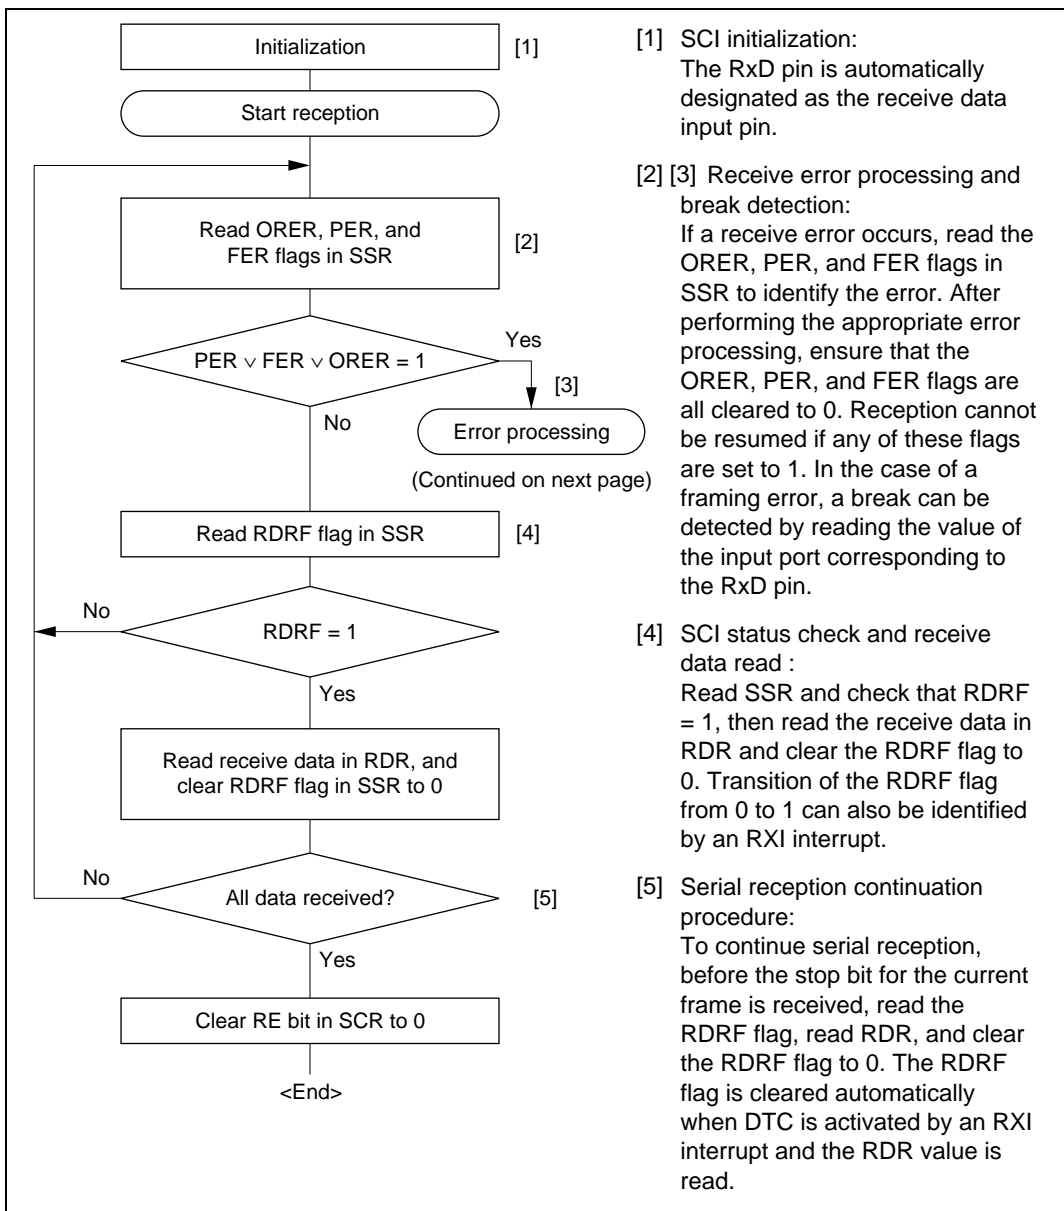 Initialization
[1]
Start reception
Read ORER, PER, and
FER flags in SSR
[2]
PER ∨ FER ∨ ORER = 1
Yes
[3]
No
Error processing
(Continued on next page)
Read RDRF flag in SSR
[4]
No
RDRF = 1
Yes
Read receive data in RDR, and
clear RDRF flag in SSR to 0
No
All data received?
[5]
Yes
Clear RE bit in SCR to 0
<End>
[1] SCI initialization:
The RxD pin is automatically
designated as the receive data
input pin.
[2] [3] Receive error processing and
break detection:
If a receive error occurs, read the
ORER, PER, and FER flags in
SSR to identify the error. After
performing the appropriate error
processing, ensure that the
ORER, PER, and FER flags are
all cleared to 0. Reception cannot
be resumed if any of these flags
are set to 1. In the case of a
framing error, a break can be
detected by reading the value of
the input port corresponding to
the RxD pin.
[4] SCI status check and receive
data read :
Read SSR and check that RDRF
= 1, then read the receive data in
RDR and clear the RDRF flag to
0. Transition of the RDRF flag
from 0 to 1 can also be identified
by an RXI interrupt.
[5] Serial reception continuation
procedure:
To continue serial reception,
before the stop bit for the current
frame is received, read the
RDRF flag, read RDR, and clear
the RDRF flag to 0. The RDRF
flag is cleared automatically
when DTC is activated by an RXI
interrupt and the RDR value is
read.